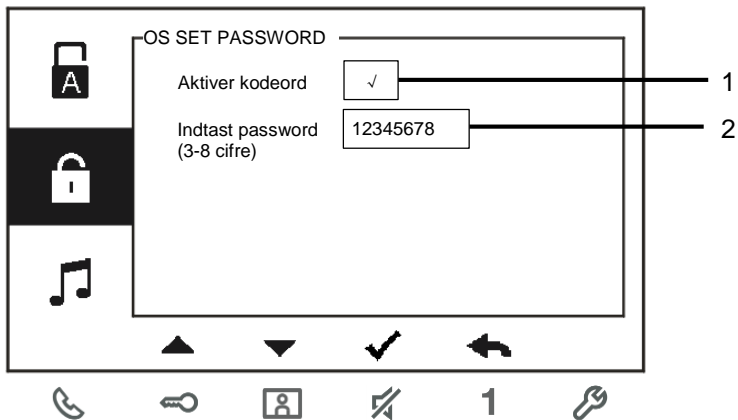 OS SET PASSWORD
A
Aktiver kodeord √ 1
Indtast password 12345678 2
(3-8 cifre)
1